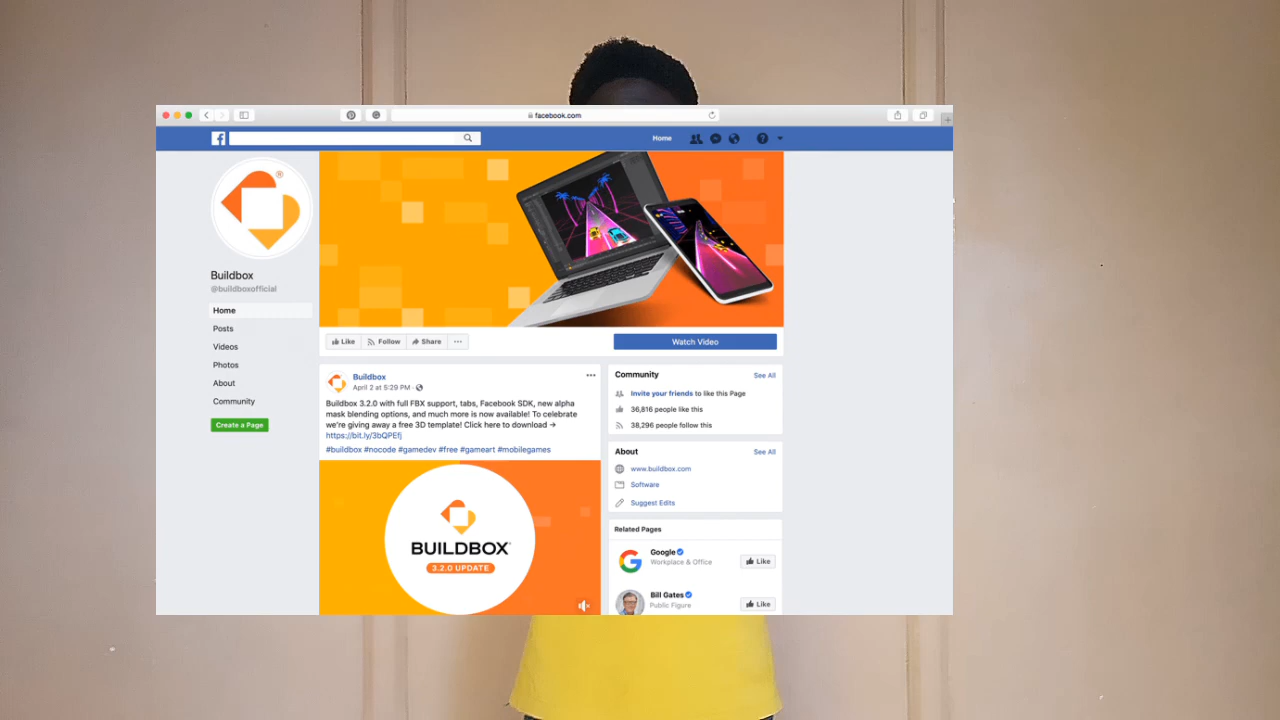 facebook.com
Home
Buildbox
@buildboxofficial
Home
Posts
Videos
Photos
About
Community
Create a Page
Like
Follow
Share
Watch Video
Buildbox
April 2 at 5:29 PM
Buildbox 3.2.0 with full FBX support, tabs, Facebook SDK, new alpha
mask blending options, and much more is now available! To celebrate
we're giving away a free 3D template! Click here to download →
https://bit.ly/3bQPEfj
#buildbox #nocode #gamedev #free #gameart #mobilegames
BUILDBOX
3.2.0 UPDATE
Community
See All
Invite your friends to like this Page
36,816 people like this
38,296 people follow this
About
See All
www.buildbox.com
Software
Suggest Edits
Related Pages
Google
Workplace & Office
Like
Bill Gates
Public Figure
Like